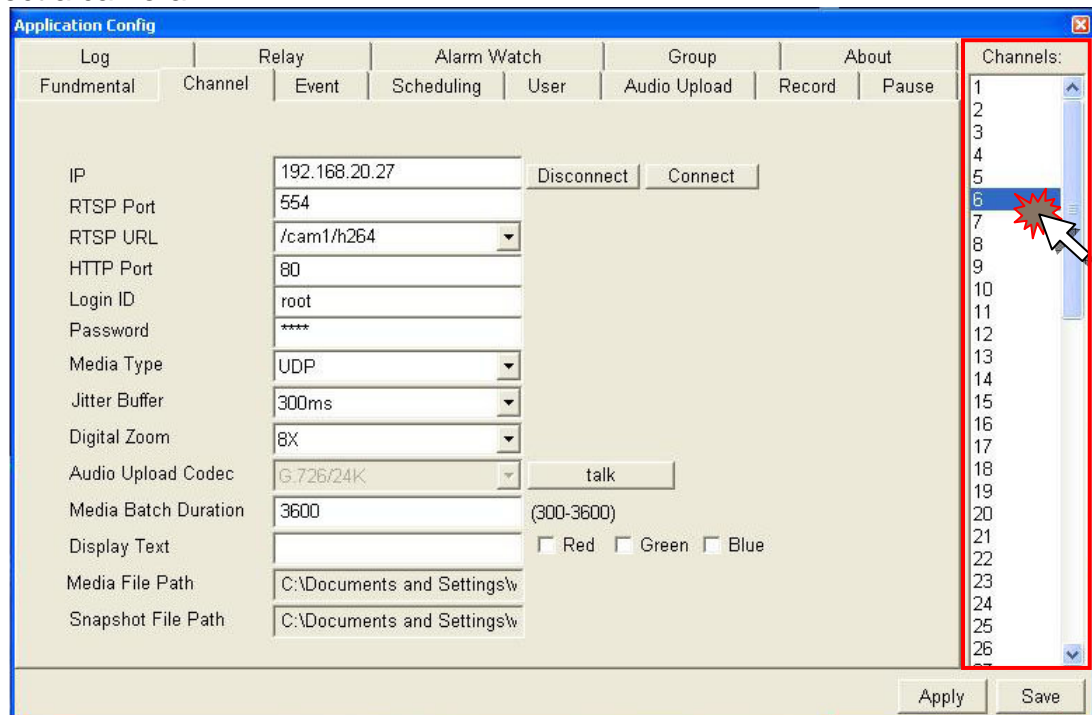 Application Config
Log Relay Alarm Watch Group About
Fundmental Channel Event Scheduling User Audio Upload Record Pause
IP 192.168.20.27 Disconnect Connect
RTSP Port 554
RTSP URL /cam1/h264
HTTP Port 80
Login ID root
Password ****
Media Type UDP
Jitter Buffer 300ms
Digital Zoom 8X
Audio Upload Codec G.726/24K talk
Media Batch Duration 3600 (300-3600)
Display Text Red Green Blue
Media File Path C:\Documents and Settings\w
Snapshot File Path C:\Documents and Settings\w
Channels:
1
2
3
4
5
6
7
8
9
10
11
12
13
14
15
16
17
18
19
20
21
22
23
24
25
26
Apply Save